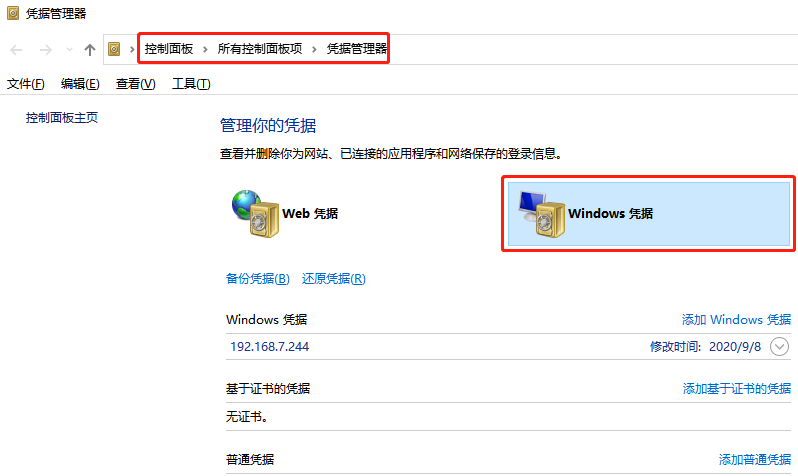 凭据管理器
控制面板 › 所有控制面板项 › 凭据管理器
文件(F) 编辑(E) 查看(V) 工具(T)
控制面板主页
管理你的凭据
查看并删除你为网站、已连接的应用程序和网络保存的登录信息。
Web 凭据 Windows 凭据
备份凭据(B) 还原凭据(R)
Windows 凭据 添加 Windows 凭据
192.168.7.244 修改时间: 2020/9/8
基于证书的凭据 添加基于证书的凭据
无证书。
普通凭据 添加普通凭据